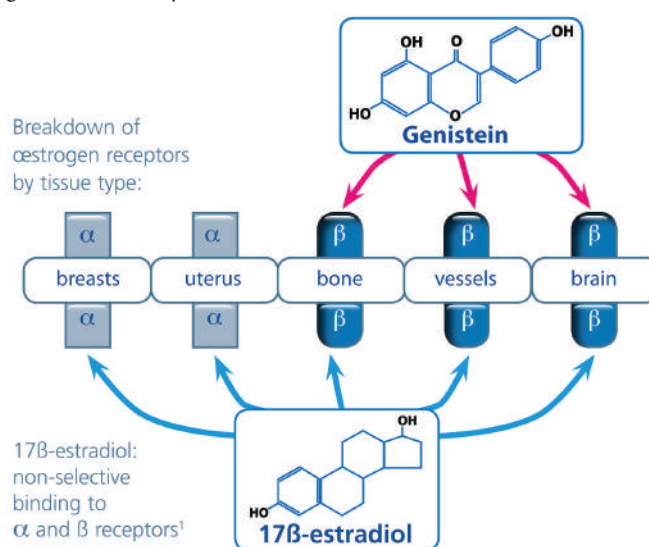 OH
O
OH
HO
O
Genistein
Breakdown of
œstrogen receptors
by tissue type:
α α β β β
breasts uterus bone vessels brain
α α β β β
17ß-estradiol:
non-selective
binding to
α and ß receptors¹
OH
HO
17ß-estradiol